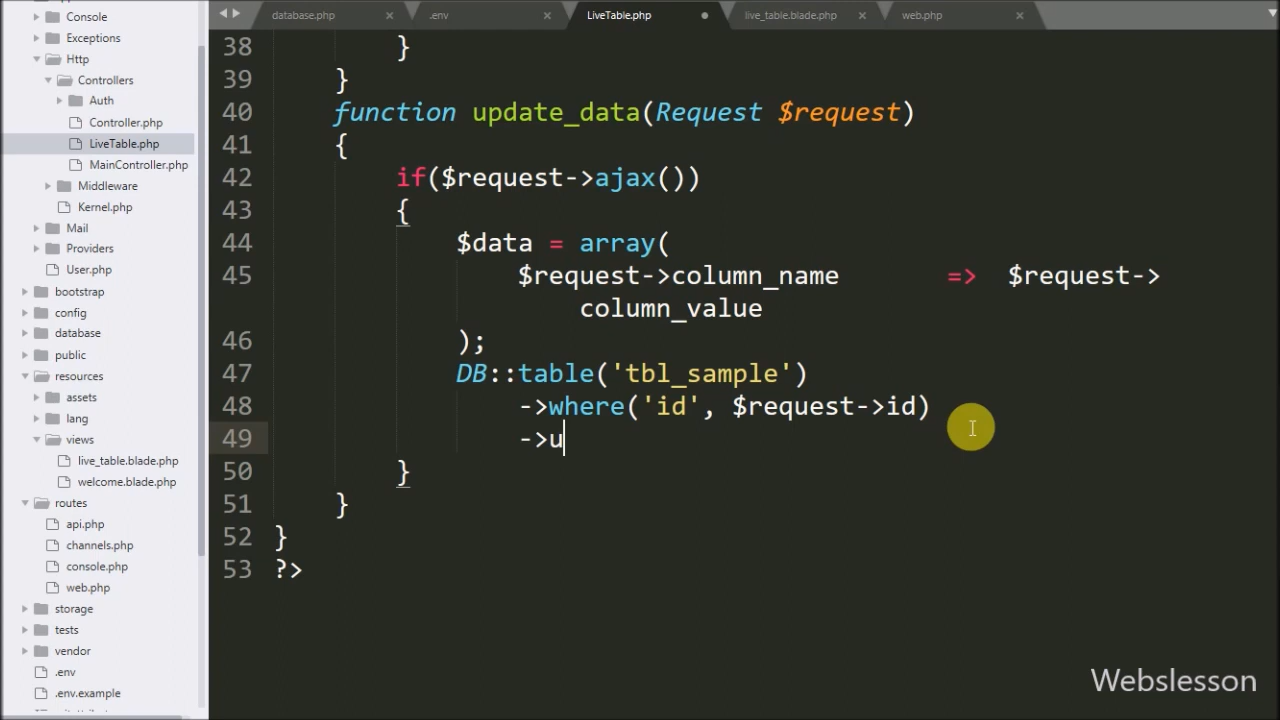 database.php
.env
LiveTable.php
live_table.blade.php
web.php
Console
Exceptions
Http
Controllers
Auth
Controller.php
LiveTable.php
MainController.php
Middleware
Kernel.php
Mail
Providers
User.php
bootstrap
config
database
public
resources
assets
lang
views
live_table.blade.php
welcome.blade.php
routes
api.php
channels.php
console.php
web.php
storage
tests
vendor
.env
.env.example
38 }
39 }
40 function update_data(Request $request)
41 {
42 if($request->ajax())
43 {
44 $data = array(
45 $request->column_name => $request->
column_value
46 );
47 DB::table('tbl_sample')
48 ->where('id', $request->id)
49 ->u
50 }
51 }
52 }
53 ?>
Webslesson